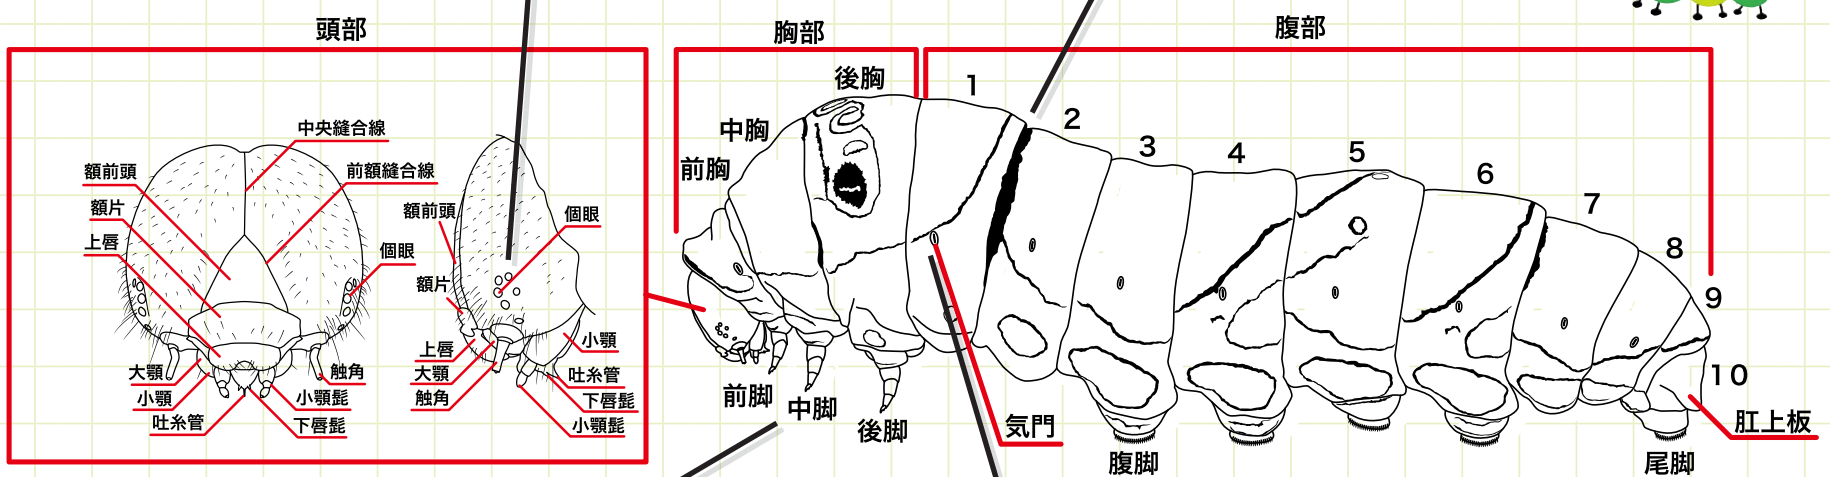 頭部
中央縫合線
額前頭
前額縫合線
額片
上唇
個眼
大顎
小顎
吐糸管
触角
小顎髭
下唇髭
額前頭
個眼
額片
上唇
大顎
触角
小顎
吐糸管
下唇髭
小顎髭
胸部
後胸
中胸
前胸
前脚
中脚
後脚
腹部
1
2
3
4
5
6
7
8
9
10
気門
腹脚
尾脚
肛上板